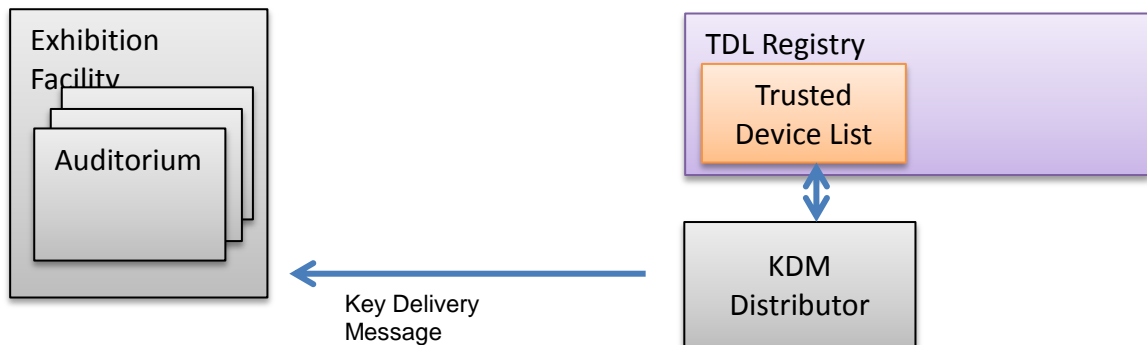 Exhibition
Facility
Auditorium
TDL Registry
Trusted
Device List
KDM
Distributor
Key Delivery
Message